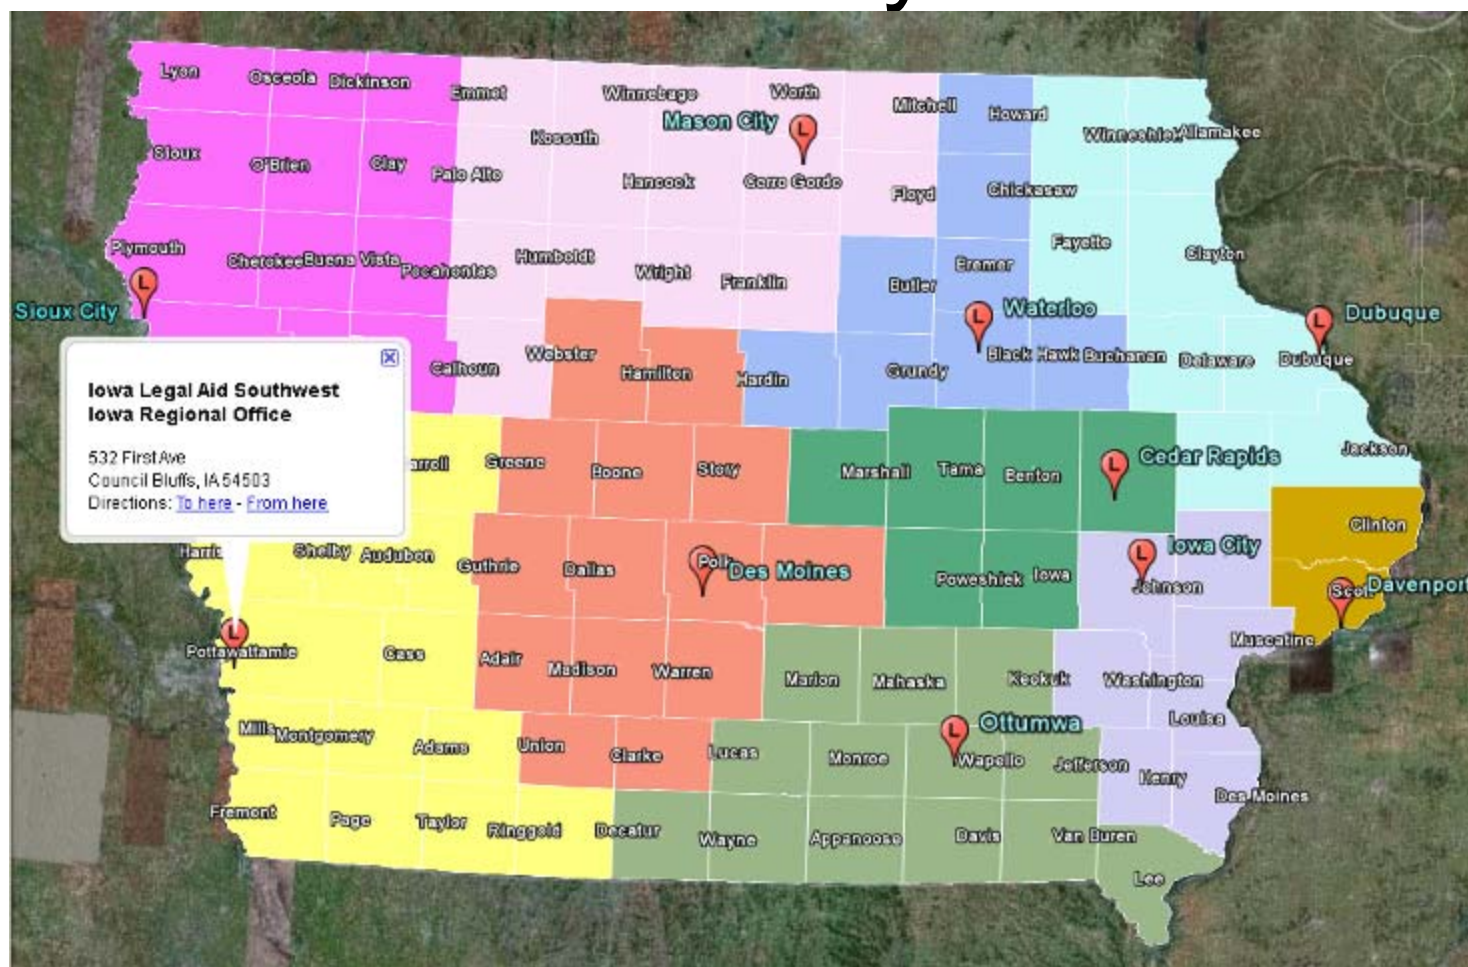 y
Lyon Osceola Dickinson Emmet Winnebago Worth Mitchell Howard
Winneshiek Allamakee
Mason City
Kossuth
Sioux O'Brien Clay Palo Alto Hancock Cerro Gordo Floyd Chickasaw
Plymouth Cherokee Buena Vista Pocahontas Humboldt Wright Franklin Butler Bremer Fayette Clayton
Sioux City Waterloo Dubuque
Calhoun Webster Hamilton Hardin Grundy Black Hawk Buchanan Delaware Dubuque
Iowa Legal Aid Southwest
Iowa Regional Office
532 First Ave
Council Bluffs, IA 54503
Directions: To here - From here
arroll Greene Boone Story Marshall Tama Benton Cedar Rapids Jackson
Harris Shelby Audubon Guthrie Dallas Polk Des Moines Poweshiek Iowa Iowa City Johnson Clinton
Scott Davenport
Pottawattamie Cass Adair Madison Warren Marion Mahaska Keokuk Washington Muscatine
Louisa
Mills Montgomery Adams Union Clarke Lucas Monroe Ottumwa
Wapello Jefferson Henry Des Moines
Fremont Page Taylor Ringgold Decatur Wayne Appanoose Davis Van Buren
Lee
L
L
L
L
L
L
L
L
L
L